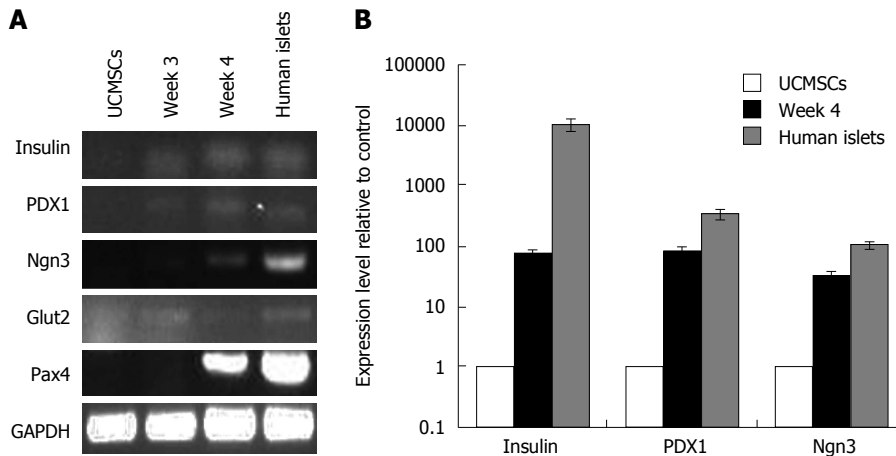 A
UCMSCs
Week 3
Week 4
Human islets
Insulin
PDX1
Ngn3
Glut2
Pax4
GAPDH
B
Expression level relative to control
100000
10000
1000
100
10
1
0.1
UCMSCs
Week 4
Human islets
Insulin PDX1 Ngn3